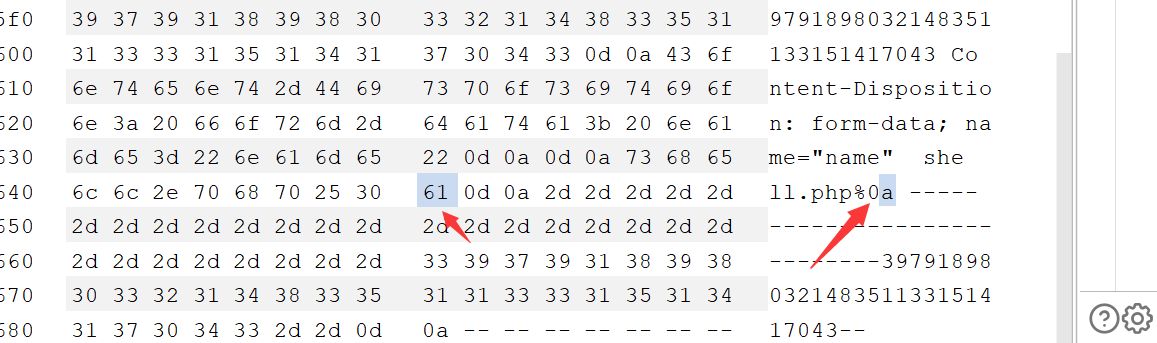 5f0 39 37 39 31 38 39 38 30 33 32 31 34 38 33 35 31 9791898032148351
600 31 33 33 31 35 31 34 31 37 30 34 33 0d 0a 43 6f 133151417043 Co
610 6e 74 65 6e 74 2d 44 69 73 70 6f 73 69 74 69 6f ntent-Dispositio
620 6e 3a 20 66 6f 72 6d 2d 64 61 74 61 3b 20 6e 61 n: form-data; na
630 6d 65 3d 22 6e 61 6d 65 22 0d 0a 0d 0a 73 68 65 me="name" she
640 6c 6c 2e 70 68 70 25 30 61 0d 0a 2d 2d 2d 2d 2d ll.php%0a -----
650 2d 2d 2d 2d 2d 2d 2d 2d 2d 2d 2d 2d 2d 2d 2d 2d ----------------
660 2d 2d 2d 2d 2d 2d 2d 2d 33 39 37 39 31 38 39 38 --------39791898
670 30 33 32 31 34 38 33 35 31 31 33 33 31 35 31 34 0321483511331514
680 31 37 30 34 33 2d 2d 0d 0a -- -- -- -- -- -- -- 17043--